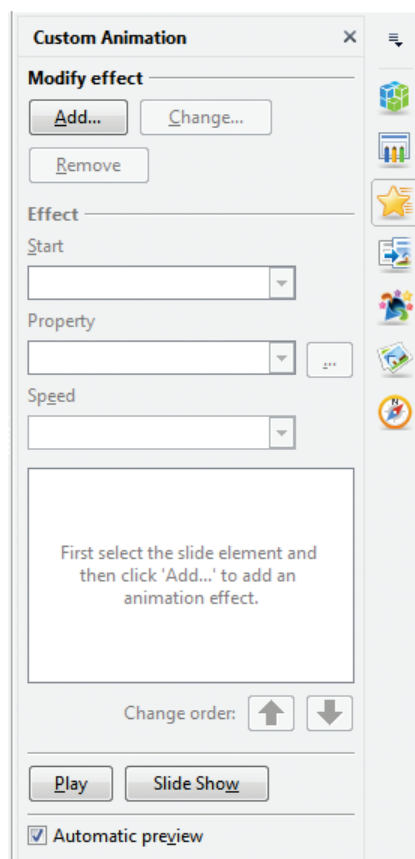 Custom Animation
Modify effect
Add... Change...
Remove
Effect
Start
Property
...
Speed
First select the slide element and
then click 'Add...' to add an
animation effect.
Change order:
Play Slide Show
Automatic preview
N